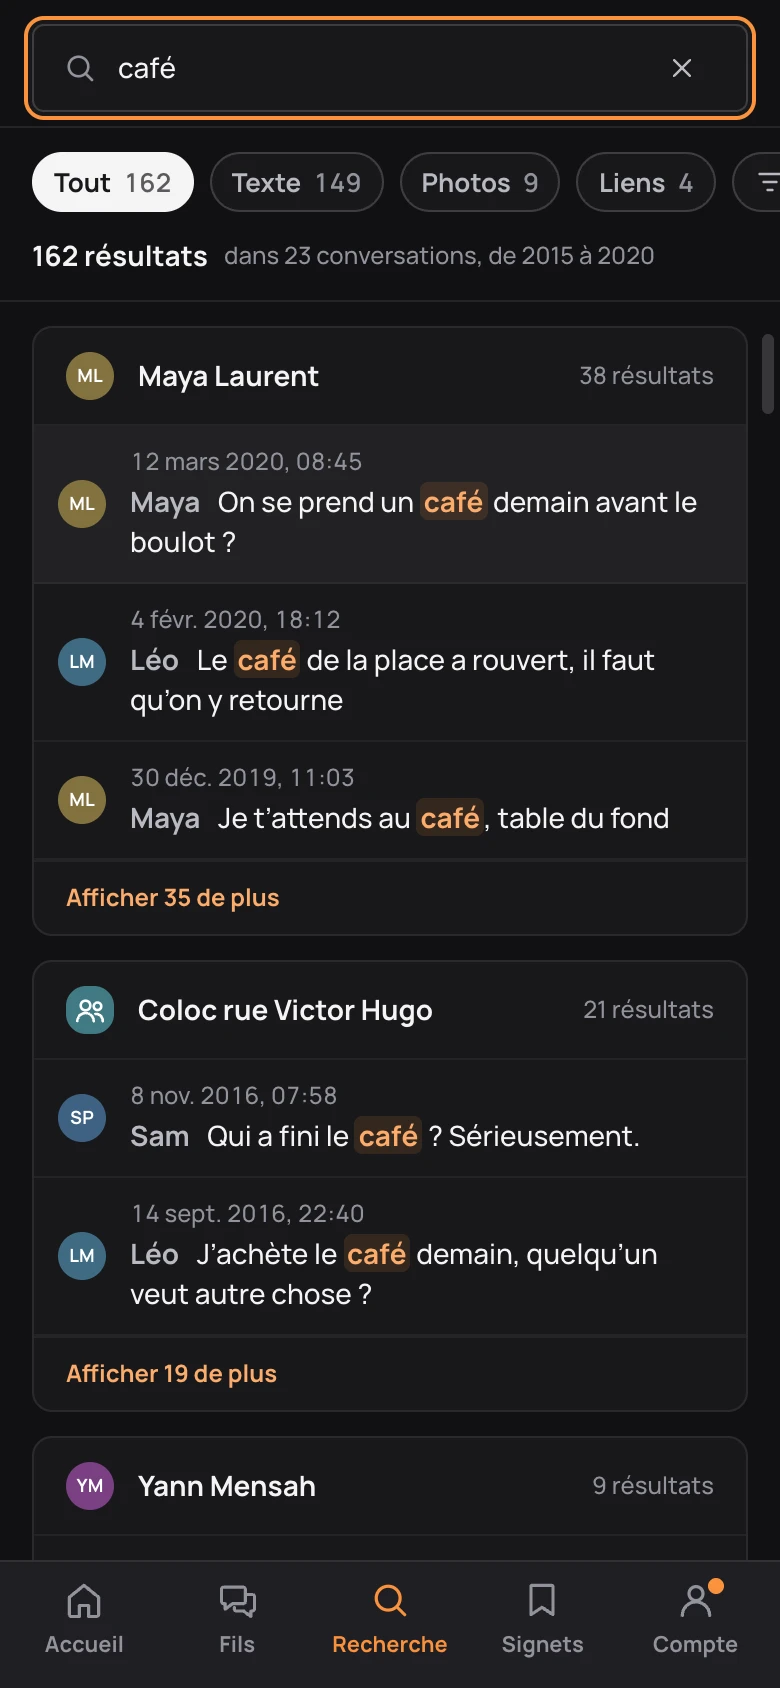 café
Tout 162 Texte 149 Photos 9 Liens 4
162 résultats dans 23 conversations, de 2015 à 2020
ML Maya Laurent 38 résultats
12 mars 2020, 08:45
ML Maya On se prend un café demain avant le
boulot ?
4 févr. 2020, 18:12
LM Léo Le café de la place a rouvert, il faut
qu’on y retourne
30 déc. 2019, 11:03
ML Maya Je t’attends au café, table du fond
Afficher 35 de plus
Coloc rue Victor Hugo 21 résultats
8 nov. 2016, 07:58
SP Sam Qui a fini le café ? Sérieusement.
14 sept. 2016, 22:40
LM Léo J’achète le café demain, quelqu’un
veut autre chose ?
Afficher 19 de plus
YM Yann Mensah 9 résultats
Accueil Fils Recherche Signets Compte